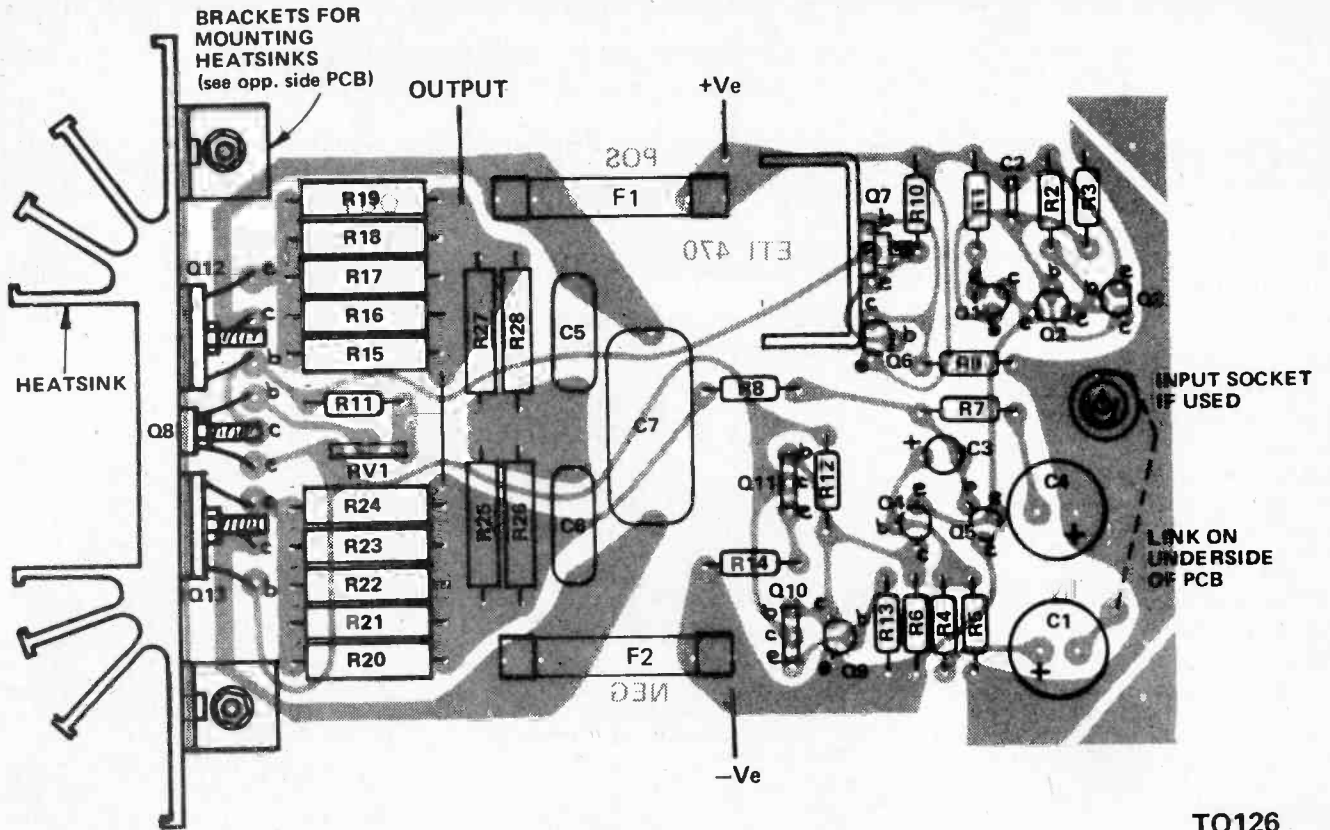 BRACKETS FOR
MOUNTING
HEATSINKS
(see opp. side PCB)
OUTPUT
+Ve
POS
F1
ETI 470
R19
R18
R17
R16
R15
Q12
e
c
b
HEATSINK
Q8
b
c
e
R11
RV1
R27
R28
C5
C7
R25
R26
C6
R24
R23
R22
R21
R20
Q13
e
c
b
Q7
R10
R1
C2
R2
R3
Q6
Q1
Q2
Q3
R9
R8
R7
INPUT SOCKET
IF USED
C3
+
C4
+
Q11
R12
Q4
Q5
LINK ON
UNDERSIDE
OF PCB
R14
Q10
b
c
e
Q9
R13
R6
R4
R5
C1
+
F2
NEG
–Ve
TO126